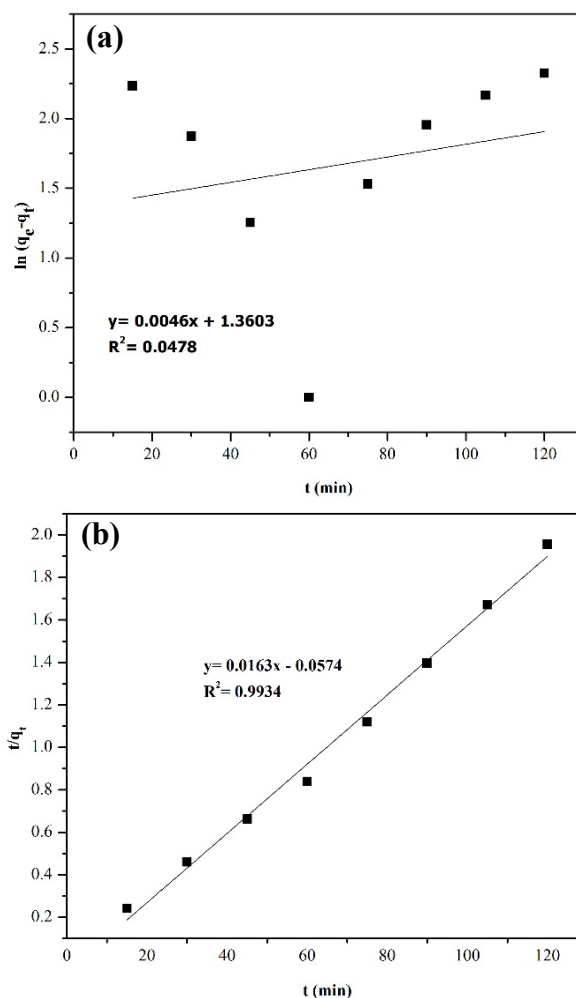 (a)
2.5
2.0
1.5
1.0
0.5
0.0
ln (qe-qt)
y= 0.0046x + 1.3603
R²= 0.0478
0 20 40 60 80 100 120
t (min)
(b)
2.0
1.8
1.6
1.4
1.2
1.0
0.8
0.6
0.4
0.2
t/qt
y= 0.0163x - 0.0574
R²= 0.9934
0 20 40 60 80 100 120
t (min)